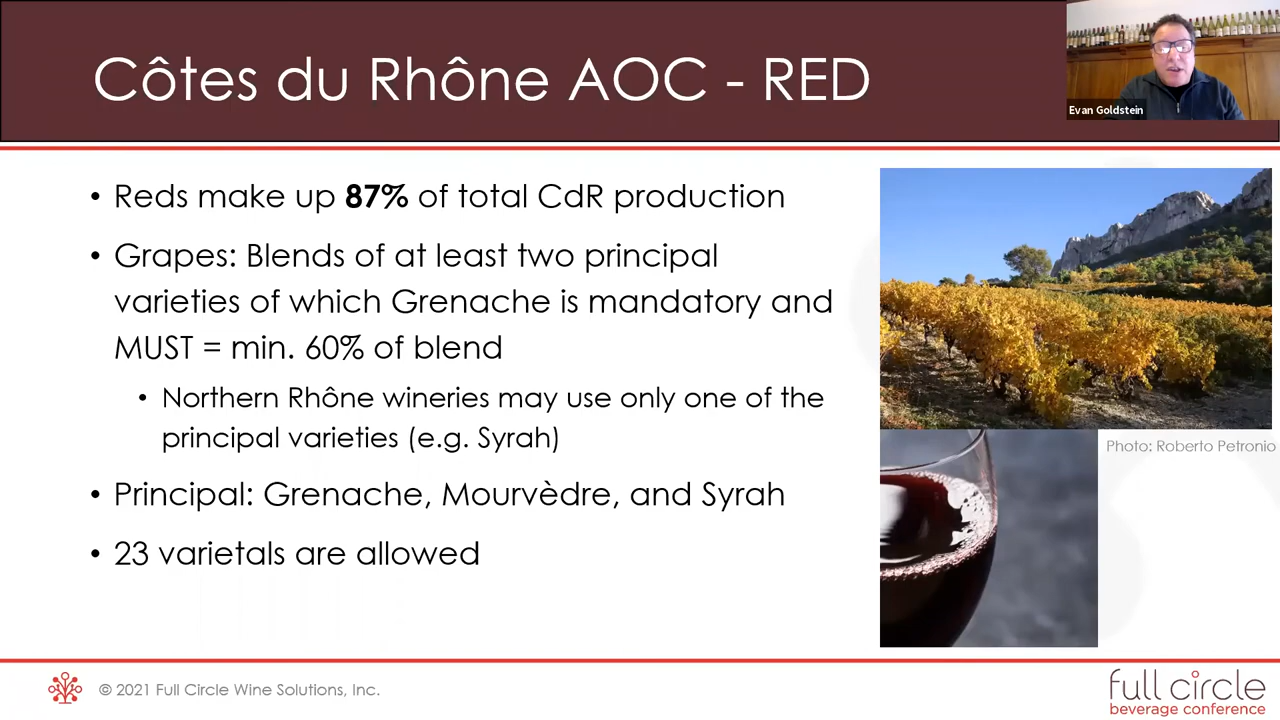 Côtes du Rhône AOC - RED
Evan Goldstein
• Reds make up 87% of total CdR production
• Grapes: Blends of at least two principal
varieties of which Grenache is mandatory and
MUST = min. 60% of blend
• Northern Rhône wineries may use only one of the
principal varieties (e.g. Syrah)
• Principal: Grenache, Mourvèdre, and Syrah
• 23 varietals are allowed
Photo: Roberto Petronio
© 2021 Full Circle Wine Solutions, Inc.
full circle
beverage conference